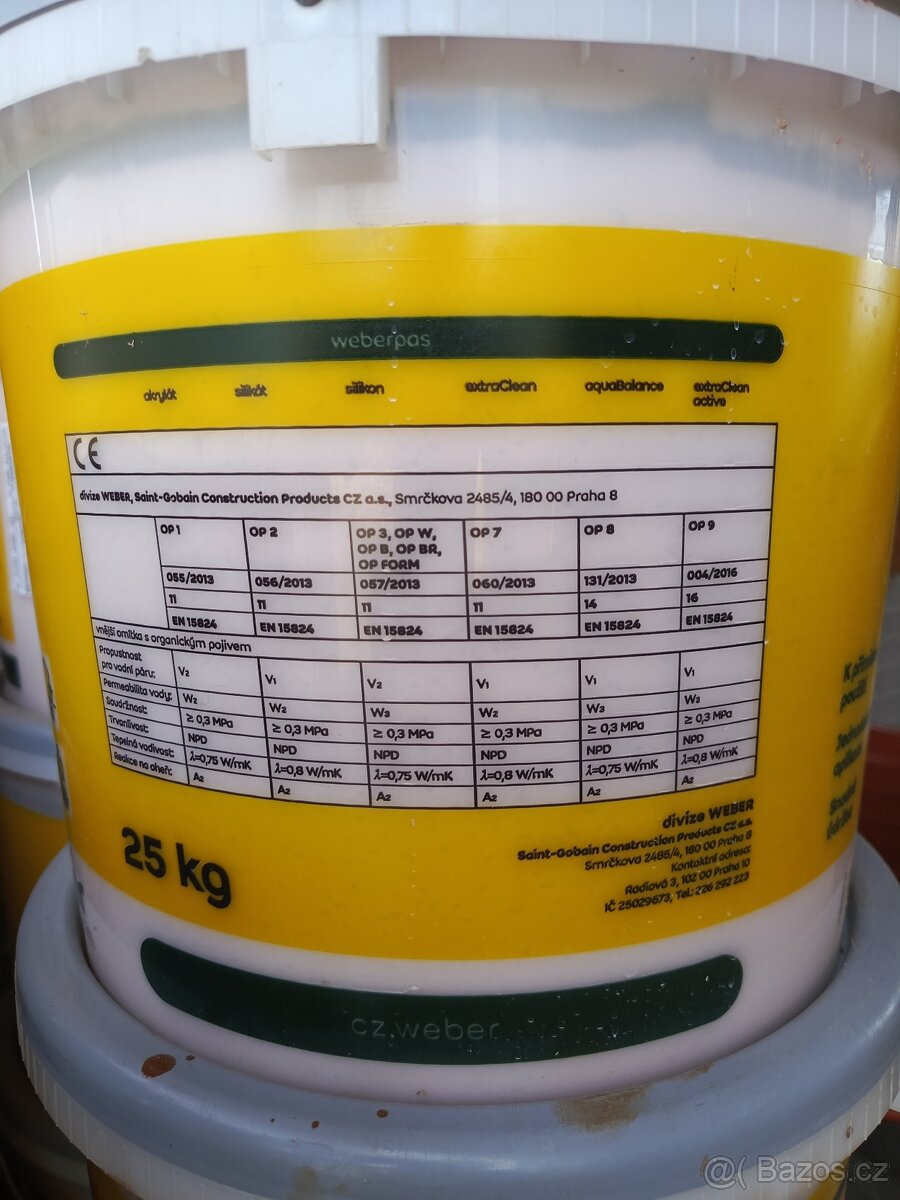 weberpas
akrylát silikát silikon extraClean aquaBalance extraClean active
CE
divize WEBER, Saint-Gobain Construction Products CZ a.s., Smrčkova 2485/4, 180 00 Praha 8
OP 1 OP 2 OP 3, OP W, OP B, OP BR, OP FORM OP 7 OP 8 OP 9
055/2013 056/2013 057/2013 060/2013 131/2013 004/2016
11 11 11 11 14 16
EN 15824 EN 15824 EN 15824 EN 15824 EN 15824 EN 15824
vnější omítka s organickým pojivem
Propustnost pro vodní páru: V2 V1 V2 V1 V1 V1
Permeabilita vody: W2 W2 W3 W2 W3 W3
Soudržnost: ≥ 0,3 MPa ≥ 0,3 MPa ≥ 0,3 MPa ≥ 0,3 MPa ≥ 0,3 MPa ≥ 0,3 MPa
Trvanlivost: NPD NPD NPD NPD NPD NPD
Tepelná vodivost: λ=0,75 W/mK λ=0,8 W/mK λ=0,75 W/mK λ=0,8 W/mK λ=0,75 W/mK λ=0,8 W/mK
Reakce na oheň: A2 A2 A2 A2 A2 A2
25 kg
divize WEBER
Saint-Gobain Construction Products CZ a.s.
Smrčkova 2485/4, 180 00 Praha 8
Kontaktní adresa:
Radiová 3, 102 00 Praha 10
IČ 25029673, Tel.: 226 292 223
cz.weber
K
Bazos.cz